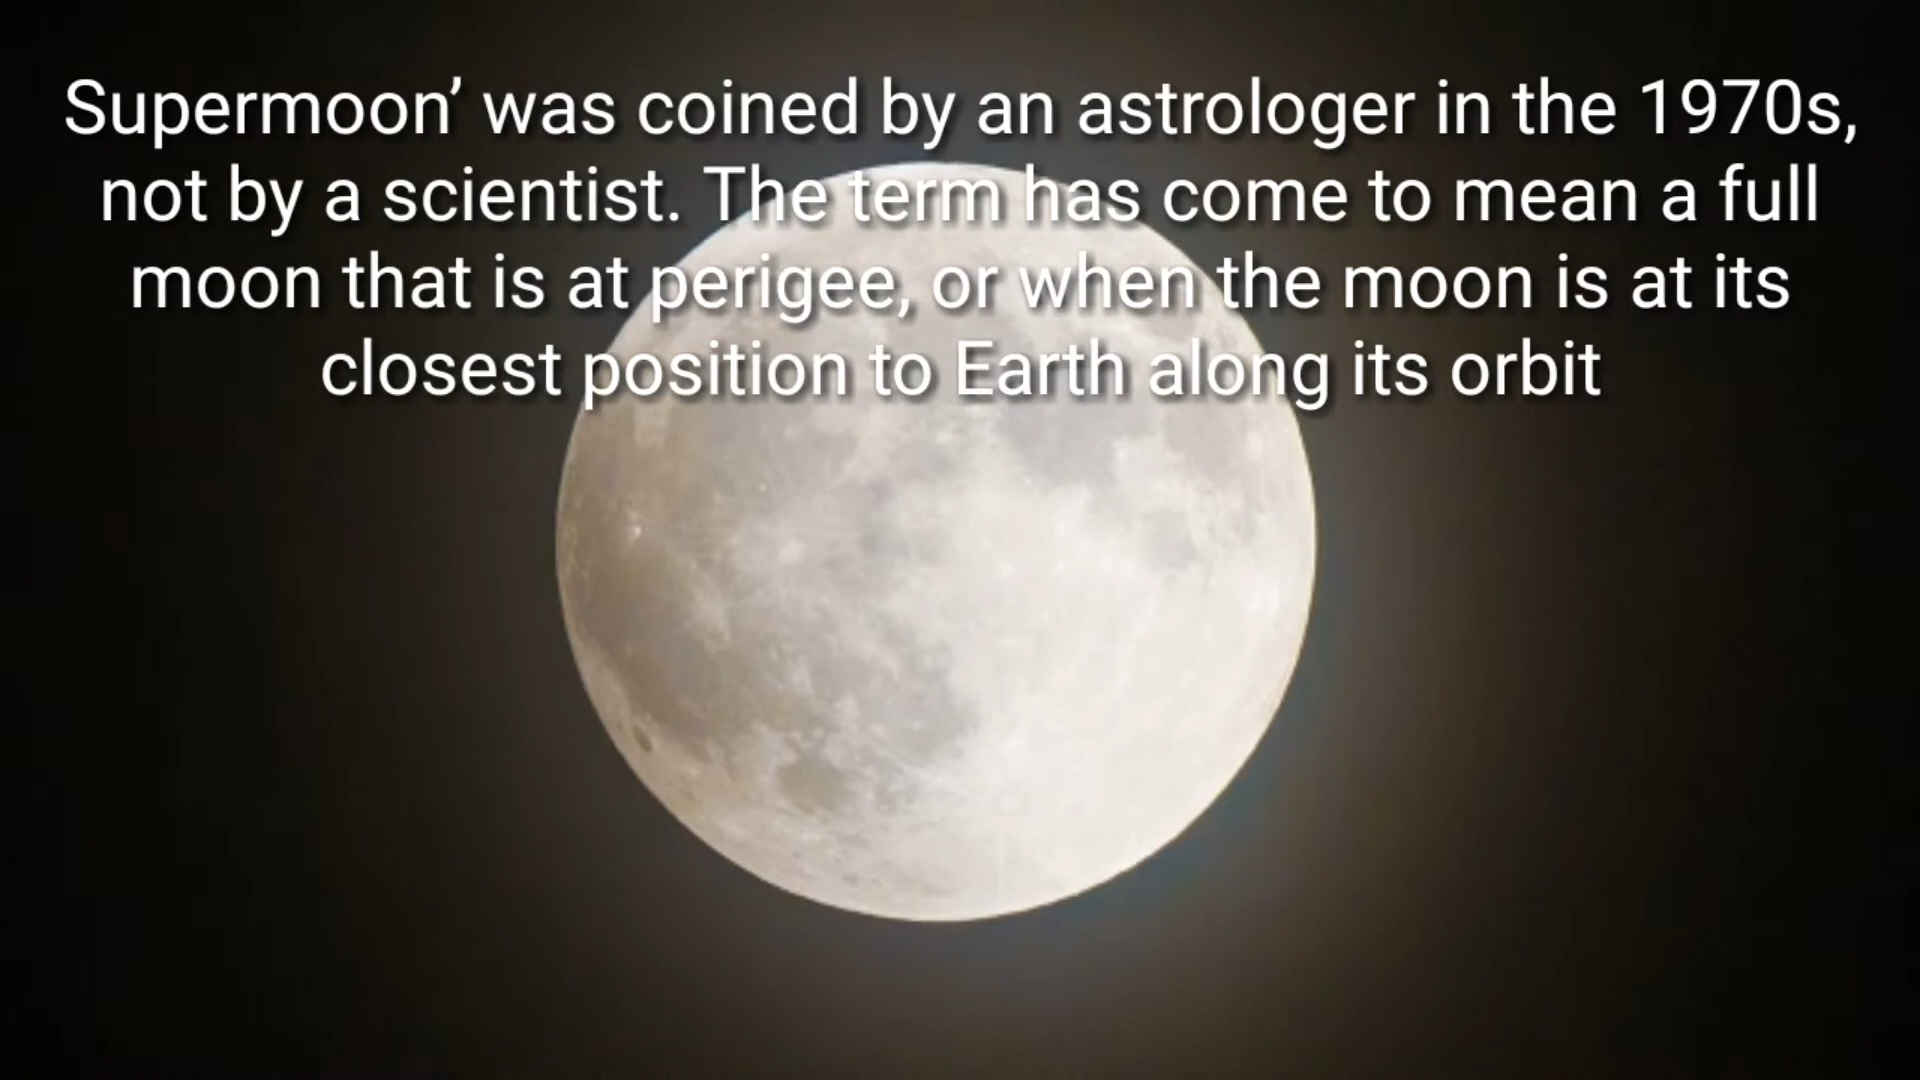 Supermoon’ was coined by an astrologer in the 1970s,
not by a scientist. The term has come to mean a full
moon that is at perigee, or when the moon is at its
closest position to Earth along its orbit